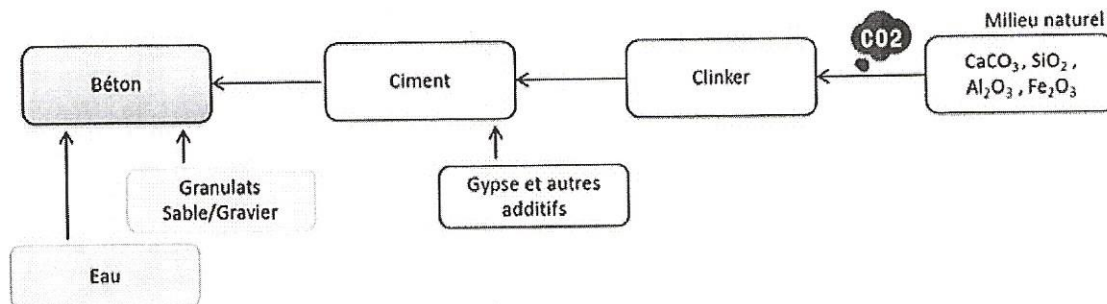 Milieu naturel
CO2
Béton
Ciment
Clinker
CaCO₃, SiO₂ ,
Al₂O₃ , Fe₂O₃
Granulats
Sable/Gravier
Gypse et autres
additifs
Eau